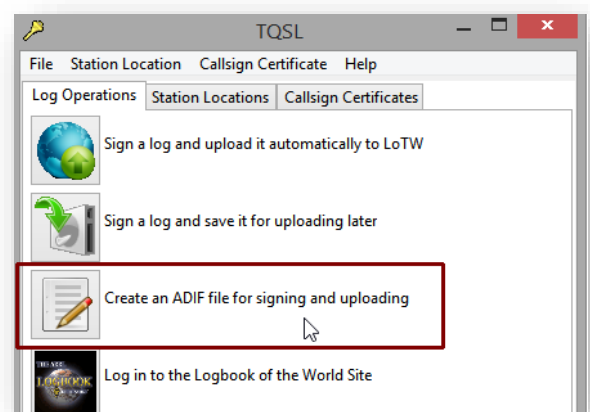 TQSL
File Station Location Callsign Certificate Help
Log Operations Station Locations Callsign Certificates
Sign a log and upload it automatically to LoTW
Sign a log and save it for uploading later
Create an ADIF file for signing and uploading
LOGBOOK
Log in to the Logbook of the World Site